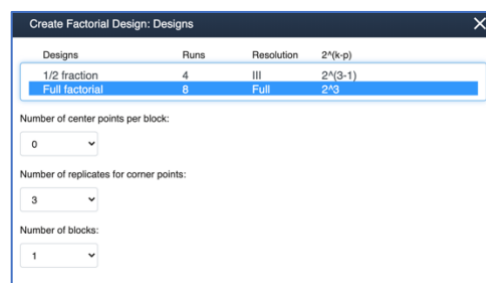 Create Factorial Design: Designs
Designs Runs Resolution 2^(k-p)
1/2 fraction 4 III 2^(3-1)
Full factorial 8 Full 2^3
Number of center points per block:
0
Number of replicates for corner points:
3
Number of blocks:
1